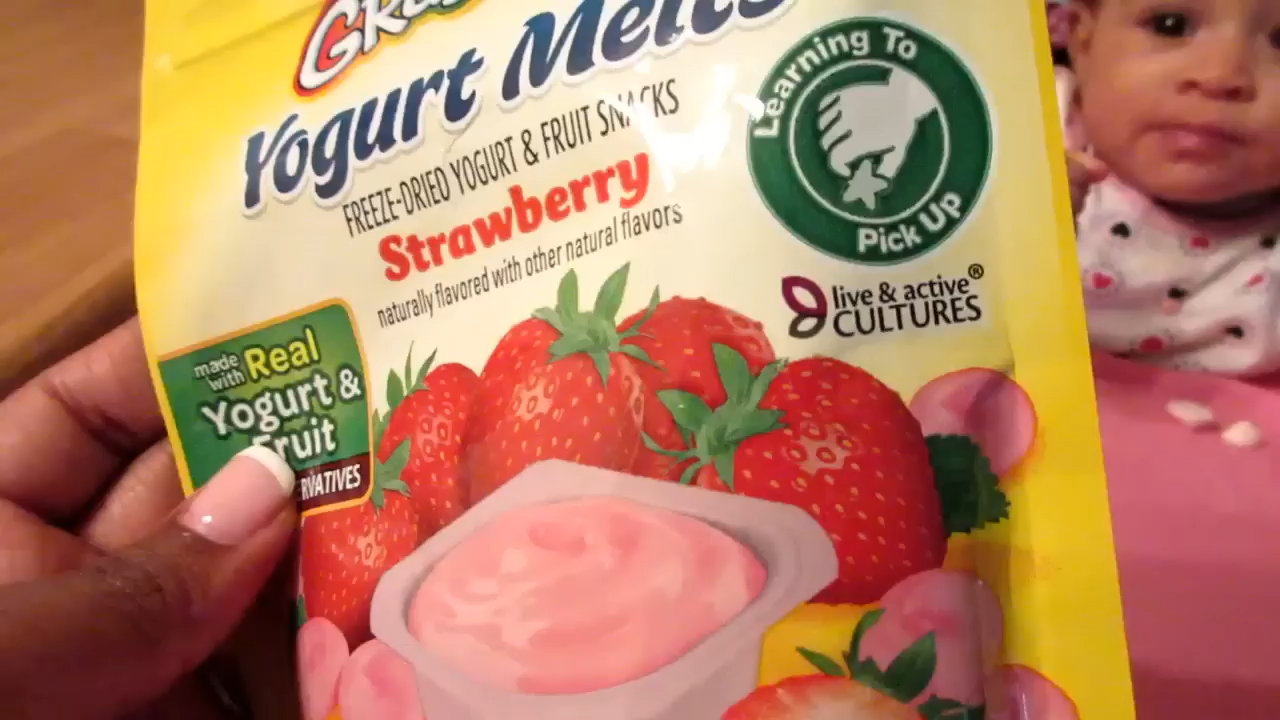 Yogurt Melts
FREEZE-DRIED YOGURT & FRUIT SNACKS
Strawberry
naturally flavored with other natural flavors
Learning To
Pick Up
live & active®
CULTURES
made
with Real
Yogurt &
Fruit